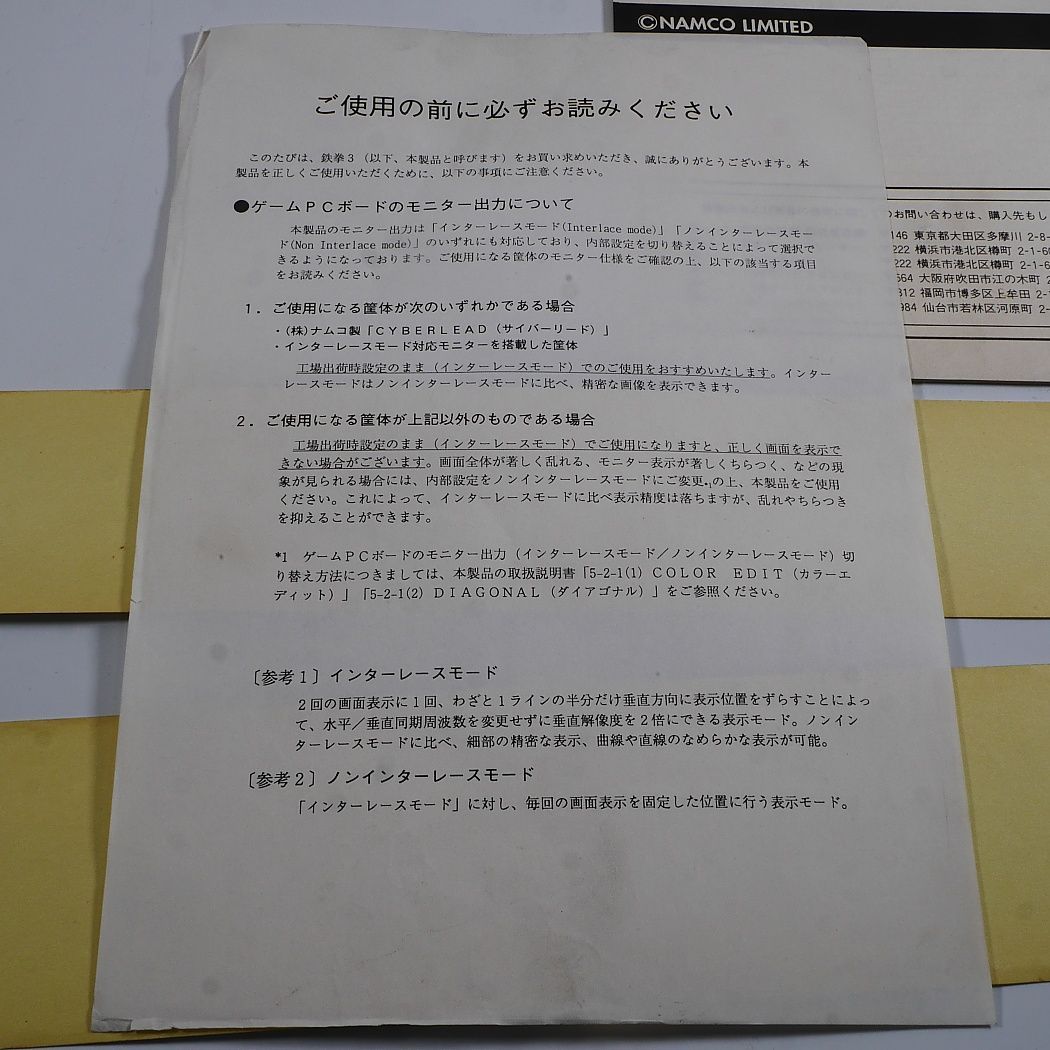 ご使用の前に必ずお読みください
このたびは、鉄拳３（以下、本製品と呼びます）をお買い求めいただき、誠にありがとうございます。本
製品を正しくご使用いただくために、以下の事項にご注意ください。
●ゲームＰＣボードのモニター出力について
本製品のモニター出力は「インターレースモード(Interlace mode)」「ノンインターレースモー
ド(Non Interlace mode)」のいずれにも対応しており、内部設定を切り替えることによって選択で
きるようになっております。ご使用になる筐体のモニター仕様をご確認の上、以下の該当する項目
をお読みください。
１．ご使用になる筐体が次のいずれかである場合
・(株)ナムコ製「ＣＹＢＥＲＬＥＡＤ（サイバーリード）」
・インターレースモード対応モニターを搭載した筐体
工場出荷時設定のまま（インターレースモード）でのご使用をおすすめいたします。インター
レースモードはノンインターレースモードに比べ、精密な画像を表示できます。
２．ご使用になる筐体が上記以外のものである場合
工場出荷時設定のまま（インターレースモード）でご使用になりますと、正しく画面を表示で
きない場合がございます。画面全体が著しく乱れる、モニター表示が著しくちらつく、などの現
象が見られる場合には、内部設定をノンインターレースモードにご変更*1の上、本製品をご使用
ください。これによって、インターレースモードに比べ表示精度は落ちますが、乱れやちらつき
を抑えることができます。
*1　ゲームＰＣボードのモニター出力（インターレースモード／ノンインターレースモード）切
り替え方法につきましては、本製品の取扱説明書「5-2-1(1) ＣＯＬＯＲ　ＥＤＩＴ（カラーエ
ディット）」「5-2-1(2) ＤＩＡＧＯＮＡＬ（ダイアゴナル）」をご参照ください。
〔参考１〕インターレースモード
２回の画面表示に１回、わざと１ラインの半分だけ垂直方向に表示位置をずらすことによっ
て、水平／垂直同期周波数を変更せずに垂直解像度を２倍にできる表示モード。ノンイン
ターレースモードに比べ、細部の精密な表示、曲線や直線のなめらかな表示が可能。
〔参考２〕ノンインターレースモード
「インターレースモード」に対し、毎回の画面表示を固定した位置に行う表示モード。
©NAMCO LIMITED
のお問い合わせは、購入先もし
146 東京都大田区多摩川 2-8-
222 横浜市港北区樽町 2-1-60
222 横浜市港北区樽町 2-1-6
564 大阪府吹田市江の木町 2
812 福岡市博多区上牟田 2-1
984 仙台市若林区河原町 2-